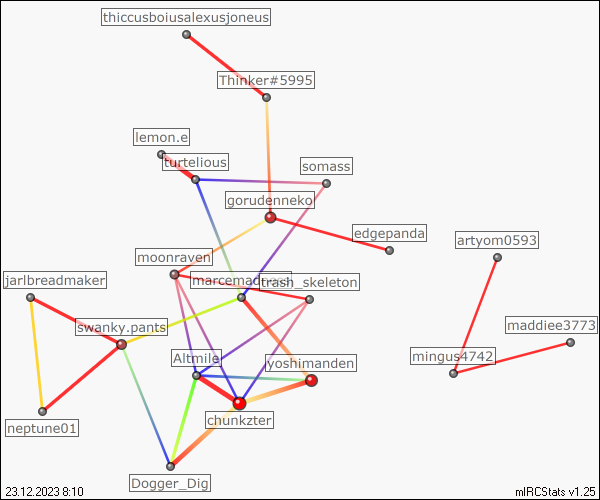 thiccusboiusalexusjoneus
Thinker#5995
lemon.e
turtelious
somass
gorudenneko
edgepanda
artyom0593
moonraven
trash_skeleton
jarlbreadmaker
swanky.pants
maddiee3773
Altmile
yoshimanden
mingus4742
chunkzter
neptune01
Dogger_Dig
23.12.2023 8:10
mIRCStats v1.25